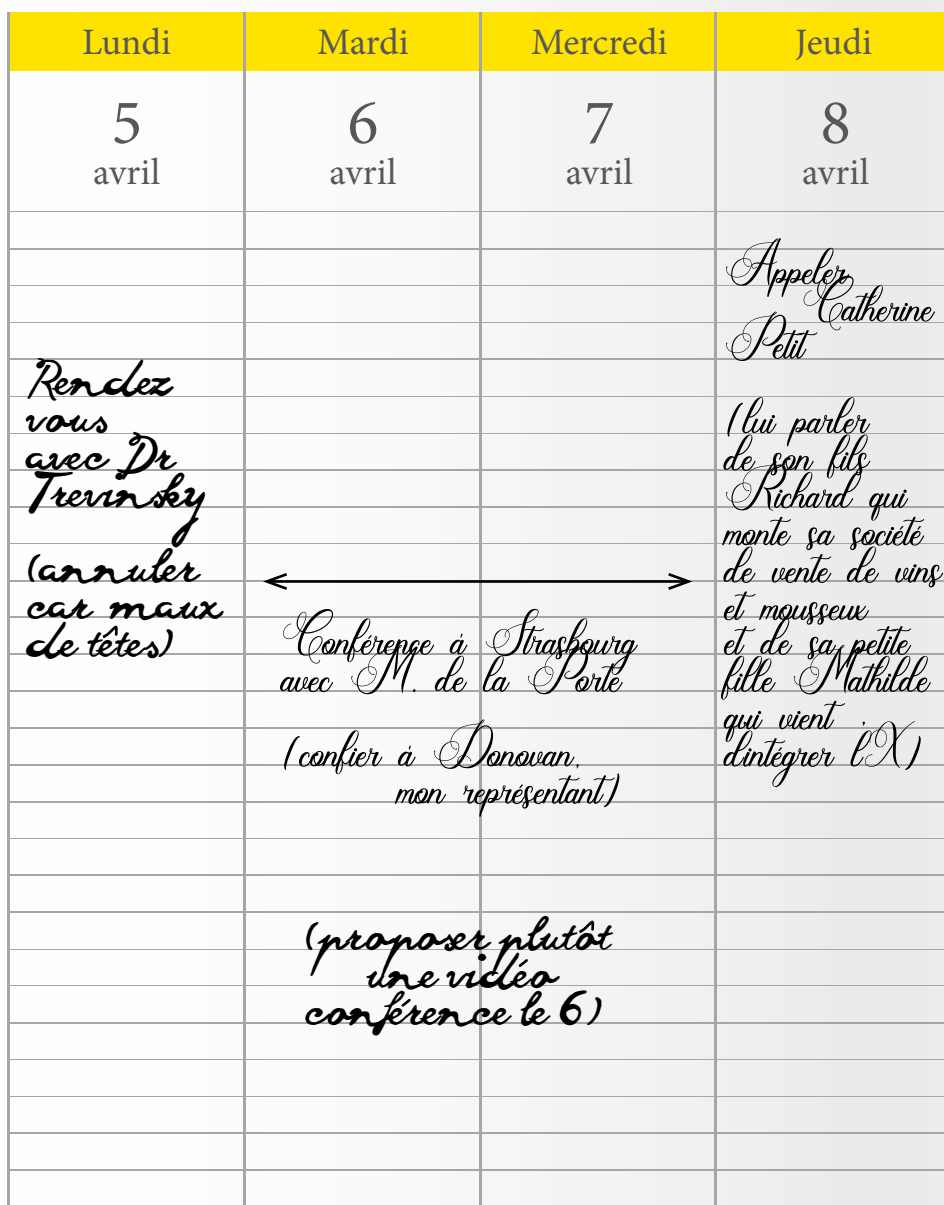 Lundi
Mardi
Mercredi
Jeudi
5
avril
6
avril
7
avril
8
avril
Rendez
vous
avec Dr
Trevinsky
(annuler
car maux
de têtes)
Conférence à Strasbourg
avec M. de la Porte
(confier à Donovan,
mon représentant)
(proposer plutôt
une vidéo
conférence le 6)
Appeler
Catherine
Petit
(lui parler
de son fils
Richard qui
monte sa société
de vente de vins
et mousseux
et de sa petite
fille Mathilde
qui vient
d'intégrer l'X)